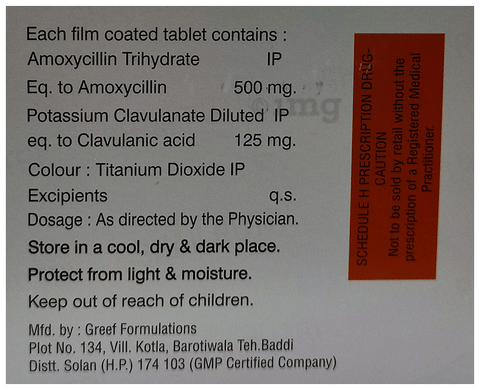 Each film coated tablet contains :
Amoxycillin Trihydrate IP
Eq. to Amoxycillin 500 mg.
Potassium Clavulanate Diluted IP
eq. to Clavulanic acid 125 mg.
Colour : Titanium Dioxide IP
Excipients q.s.
Dosage : As directed by the Physician.
Store in a cool, dry & dark place.
Protect from light & moisture.
Keep out of reach of children.
Mfd. by : Greef Formulations
Plot No. 134, Vill. Kotla, Barotiwala Teh.Baddi
Distt. Solan (H.P.) 174 103 (GMP Certified Company)
SCHEDULE H PRESCRIPTION DRUG-
CAUTION
Not to be sold by retail without the
prescription of a Registered Medical
Practitioner.
1mg